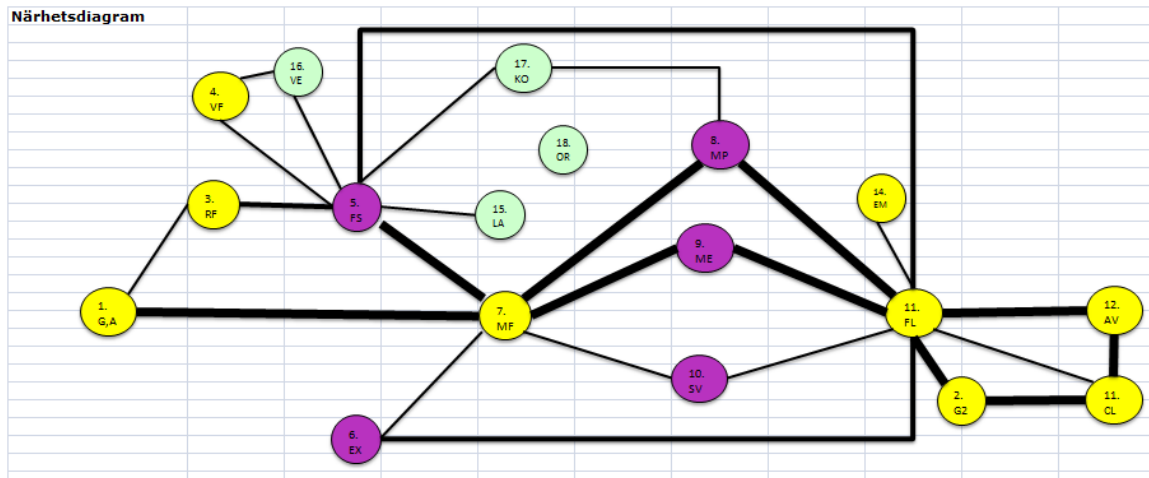 Närhetsdiagram
16.
VE
17.
KO
4.
VF
18.
OR
8.
MP
14.
EM
3.
RF
5.
FS
15.
LA
9.
ME
1.
G,A
7.
MF
11.
FL
12.
AV
10.
SV
2.
G2
11.
CL
6.
EX